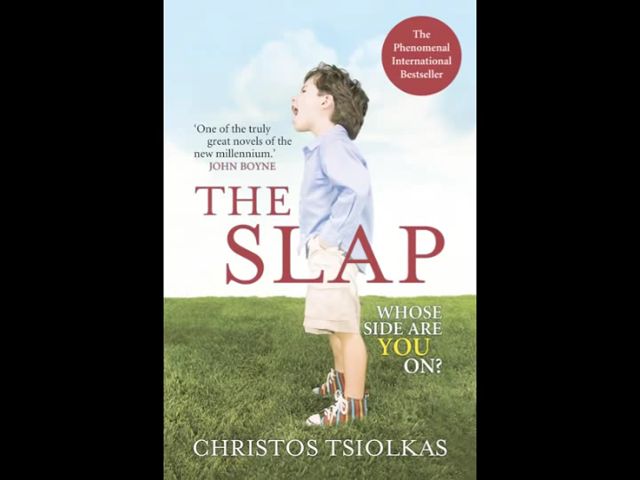 The
Phenomenal
International
Bestseller
'One of the truly
great novels of the
new millennium.'
JOHN BOYNE
THE
SLAP
WHOSE
SIDE ARE
YOU
ON?
CHRISTOS TSIOLKAS